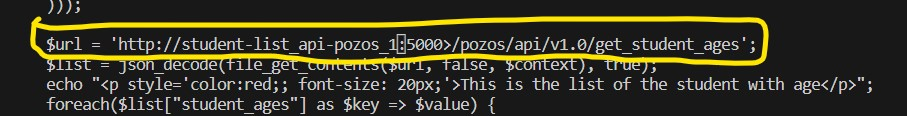 )));
$url = 'http://student-list_api-pozos_1:5000>/pozos/api/v1.0/get_student_ages';
$list = json_decode(file_get_contents($url, false, $context), true);
echo "<p style='color:red;; font-size: 20px;'>This is the list of the student with age</p>";
foreach($list["student_ages"] as $key => $value) {